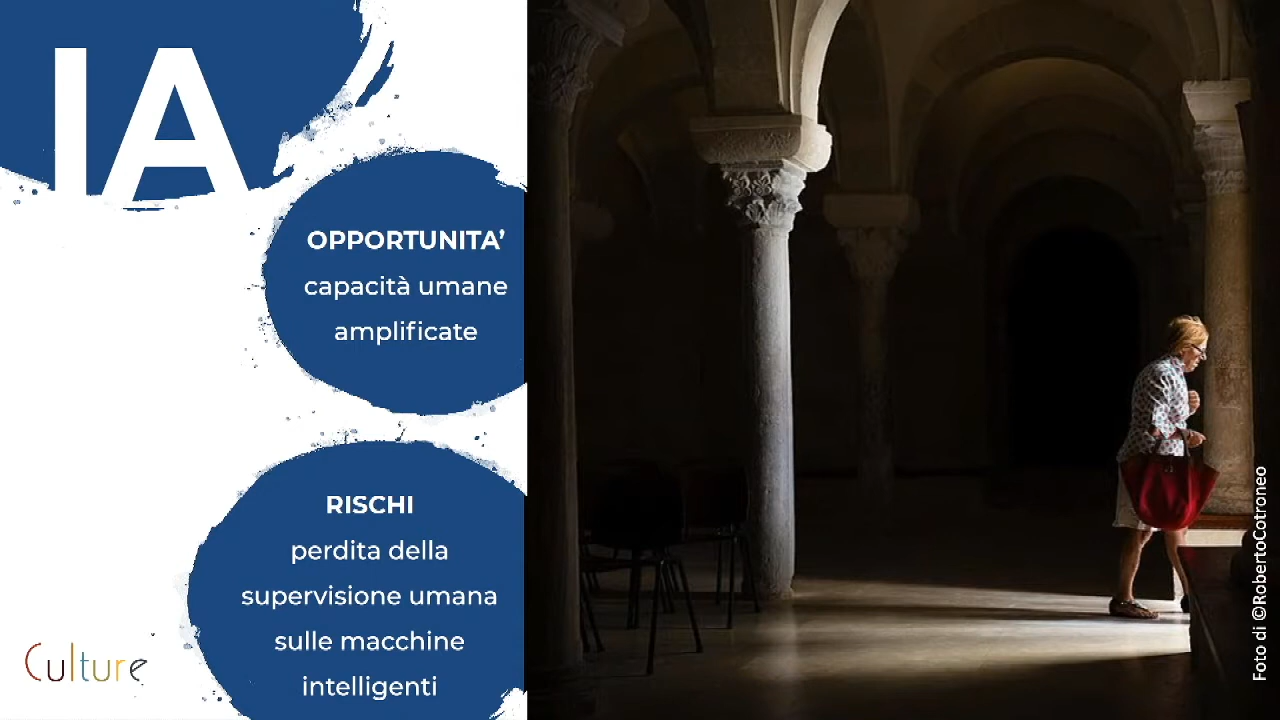 IA
OPPORTUNITA’
capacità umane
amplificate
RISCHI
perdita della
supervisione umana
sulle macchine
intelligenti
Culture
Foto di ©RobertoCotroneo